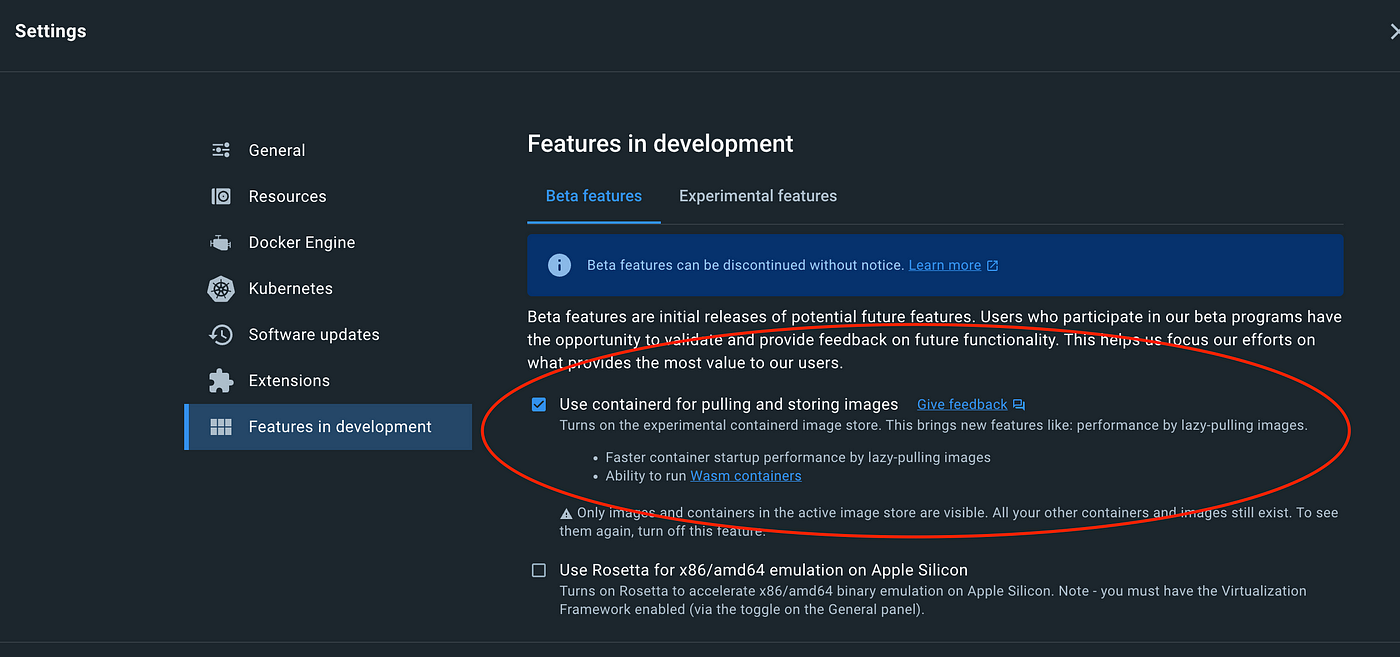 Settings
General
Resources
Docker Engine
Kubernetes
Software updates
Extensions
Features in development
Features in development
Beta features
Experimental features
Beta features can be discontinued without notice. Learn more
Beta features are initial releases of potential future features. Users who participate in our beta programs have
the opportunity to validate and provide feedback on future functionality. This helps us focus our efforts on
what provides the most value to our users.
Use containerd for pulling and storing images Give feedback
Turns on the experimental containerd image store. This brings new features like: performance by lazy-pulling images.
• Faster container startup performance by lazy-pulling images
• Ability to run Wasm containers
Only images and containers in the active image store are visible. All your other containers and images still exist. To see
them again, turn off this feature.
Use Rosetta for x86/amd64 emulation on Apple Silicon
Turns on Rosetta to accelerate x86/amd64 binary emulation on Apple Silicon. Note - you must have the Virtualization
Framework enabled (via the toggle on the General panel).